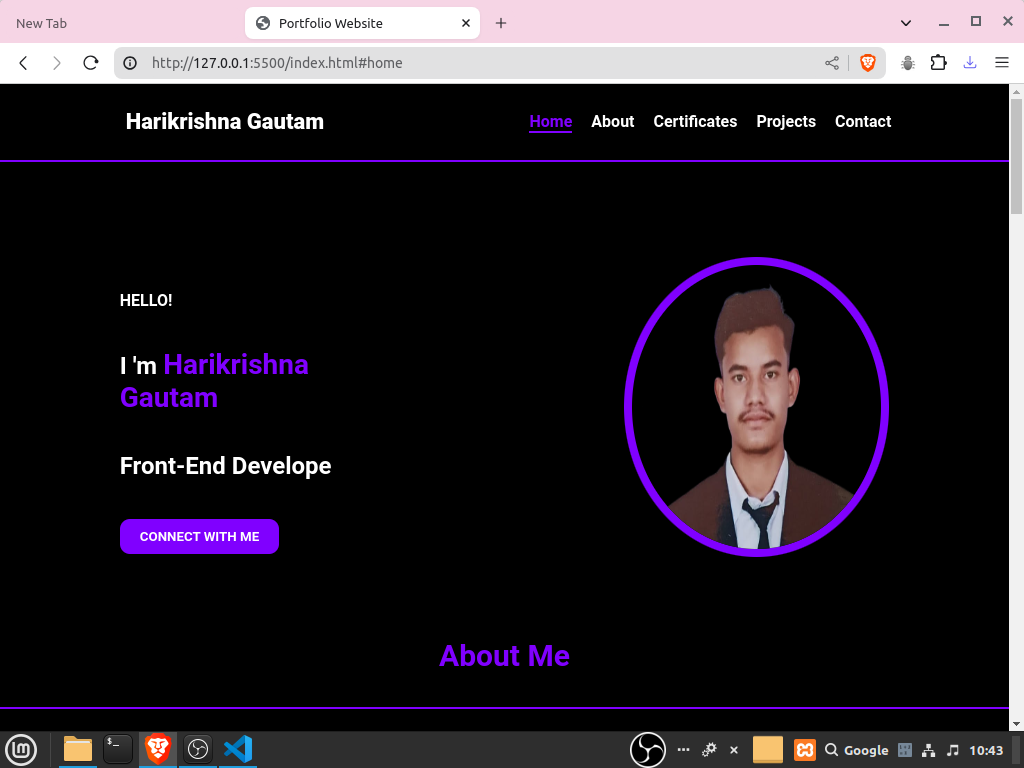 New Tab
Portfolio Website
http://127.0.0.1:5500/index.html#home
Harikrishna Gautam
Home About Certificates Projects Contact
HELLO!
I 'm Harikrishna
Gautam
Front-End Develope
CONNECT WITH ME
About Me
$_
Google
10:43